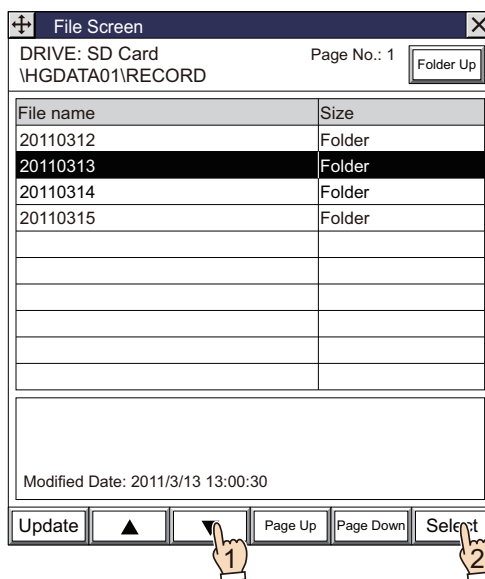 File Screen
DRIVE: SD Card Page No.: 1 Folder Up
\HGDATA01\RECORD
File name Size
20110312 Folder
20110313 Folder
20110314 Folder
20110315 Folder
Modified Date: 2011/3/13 13:00:30
Update ▲ ▼ Page Up Page Down Select
1 2